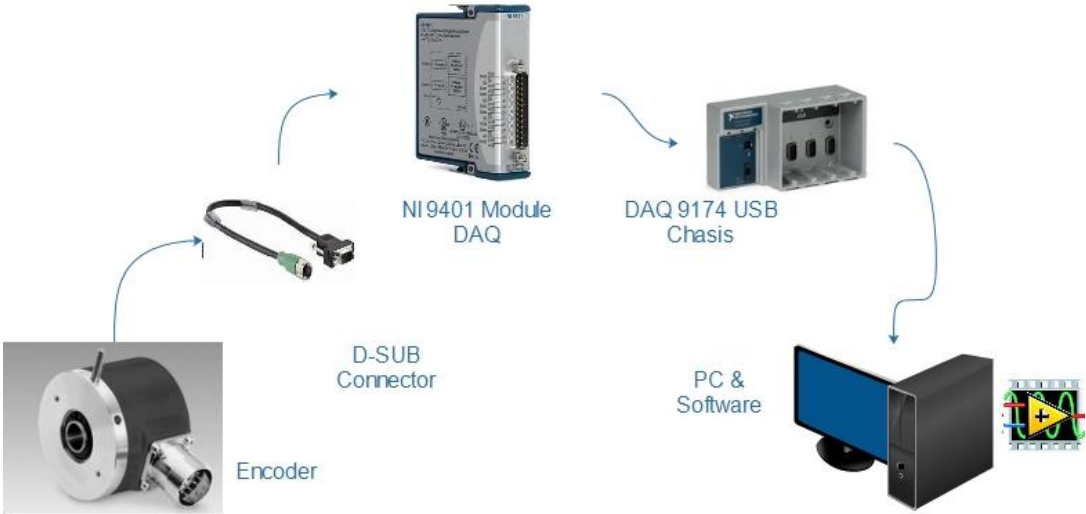 NI 9401 Module
DAQ
DAQ 9174 USB
Chasis
D-SUB
Connector
PC &
Software
Encoder